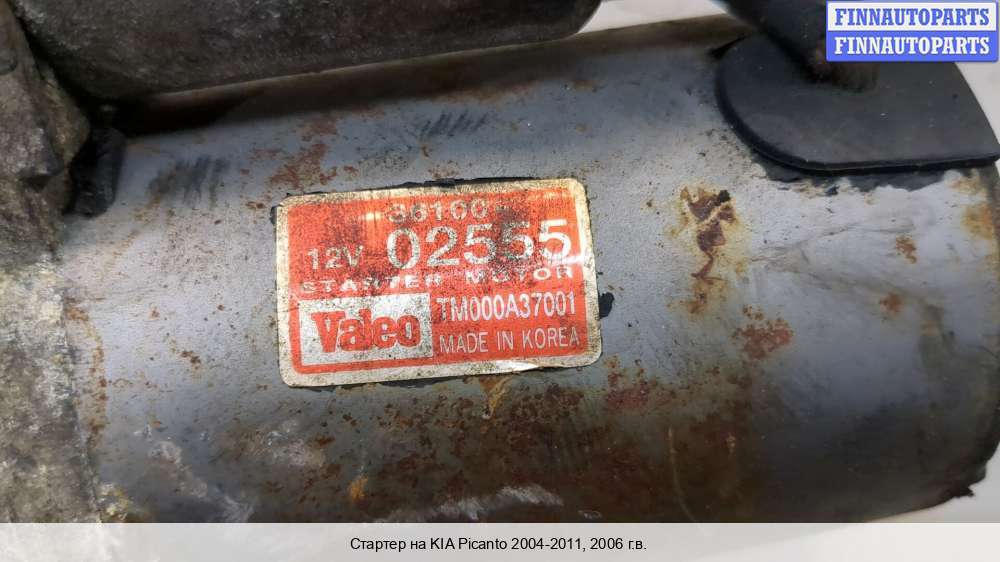 FINNAUTOPARTS
FINNAUTOPARTS
36100-
12V 02555
STARTER MOTOR
Valeo TM000A37001
MADE IN KOREA
Стартер на KIA Picanto 2004-2011, 2006 г.в.